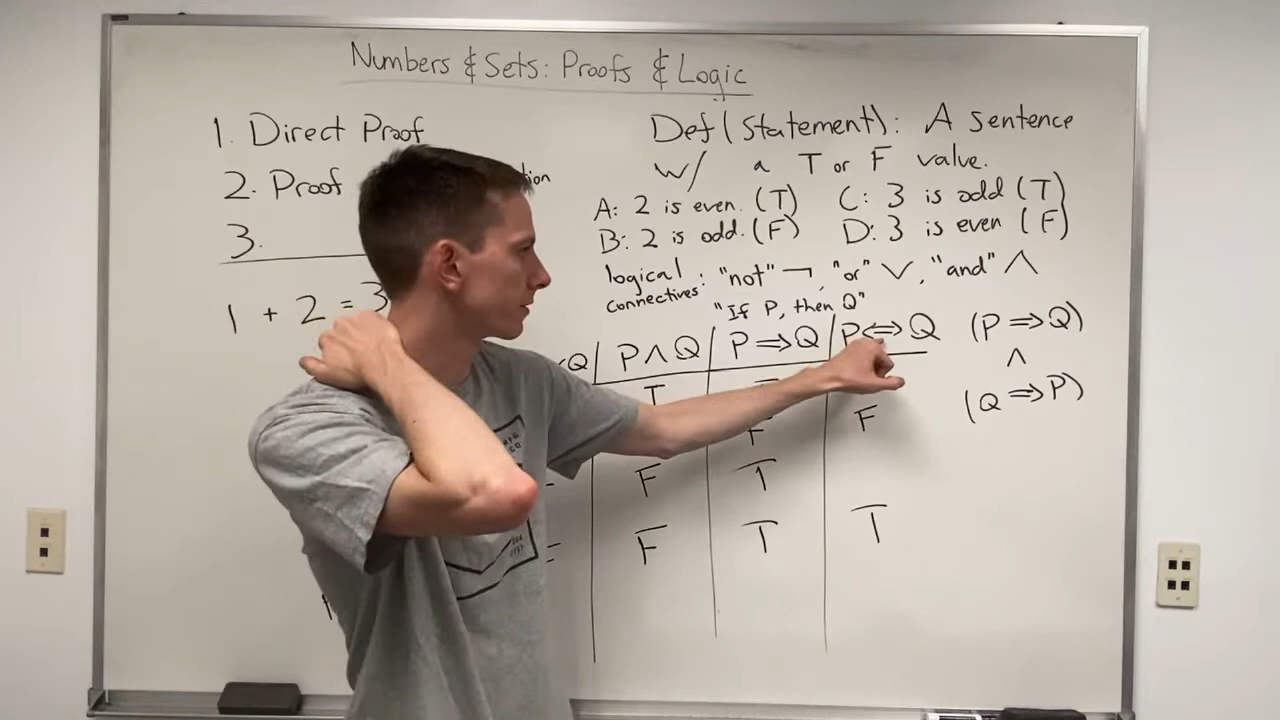 Numbers & Sets: Proofs & Logic
1. Direct Proof
2. Proof
3.
1 + 2 = 3
Def (Statement): A sentence
w/ a T or F value.
A: 2 is even. (T) C: 3 is odd (T)
B: 2 is odd. (F) D: 3 is even (F)
logical connectives: "not" ¬, "or" ∨, "and" ∧
"If P, then Q"
Q P∧Q P⇒Q P⇔Q (P⇒Q)
∧
(Q⇒P)
T
F F
F T
F T T